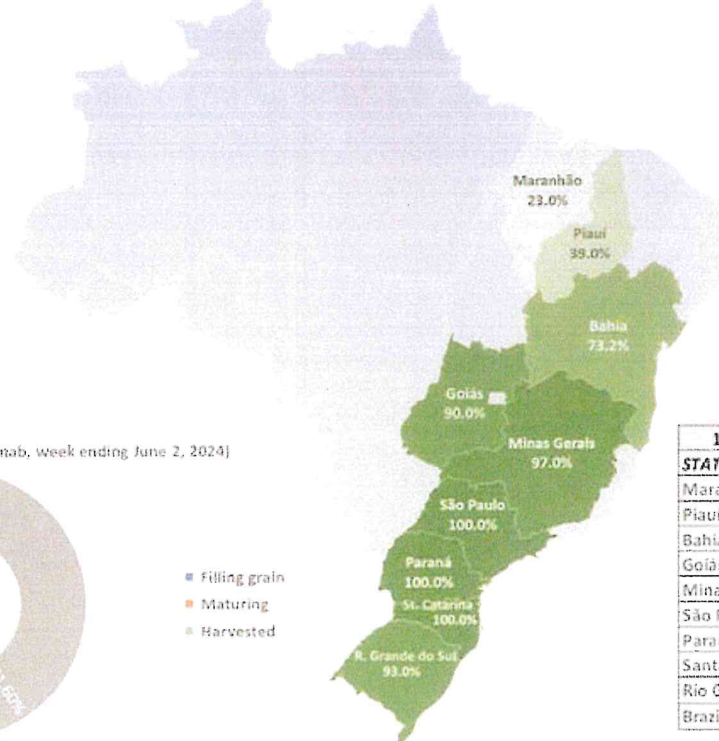 Maranhão
23.0%
Piauí
39.0%
Bahia
73.2%
Goiás
90.0%
Minas Gerais
97.0%
São Paulo
100.0%
Paraná
100.0%
St. Catarina
100.0%
R. Grande do Sul
93.0%
nab, week ending June 2, 2024)
Filling grain
Maturing
Harvested
1
STAT
Mara
Piauí
Bahia
Goiás
Mina
São P
Para
Sant
Rio G
Brazi